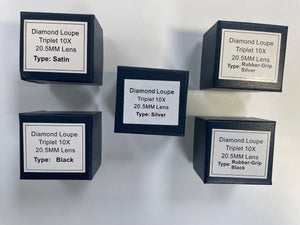 Diamond Loupe
Triplet 10X
20.5MM Lens
Type: Satin
Diamond Loupe
Triplet 10X
20.5MM Lens
Type: Rubber-Grip
Silver
Diamond Loupe
Triplet 10X
20.5MM Lens
Type: Silver
Diamond Loupe
Triplet 10X
20.5MM Lens
Type: Black
Diamond Loupe
Triplet 10X
20.5MM Lens
Type: Rubber-Grip
Black